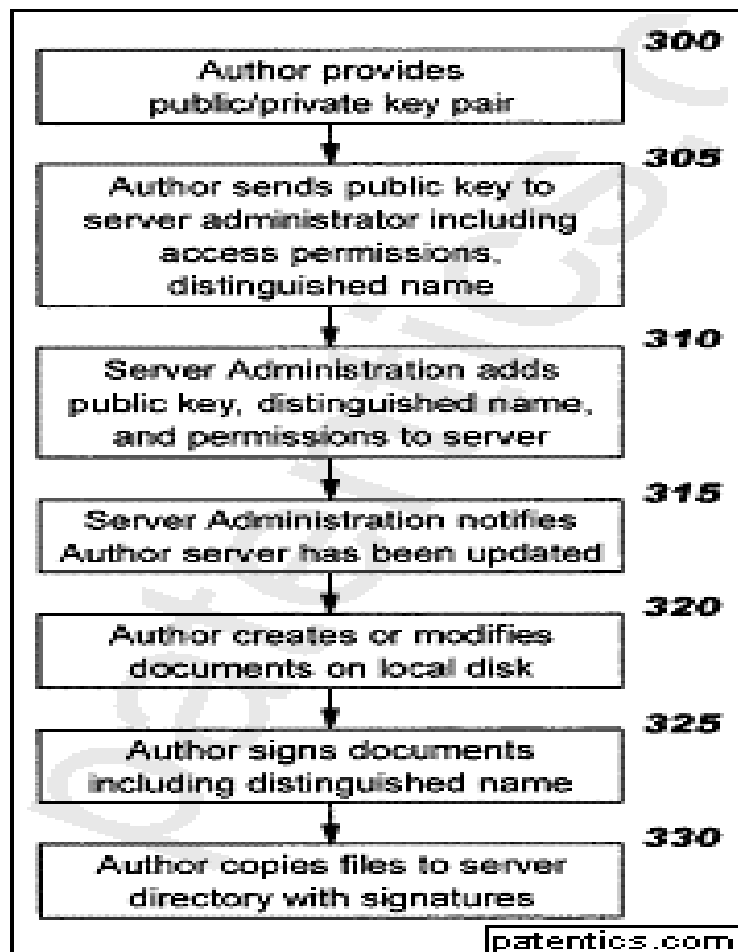 300
Author provides
public/private key pair
305
Author sends public key to
server administrator including
access permissions,
distinguished name
310
Server Administration adds
public key, distinguished name,
and permissions to server
315
Server Administration notifies
Author server has been updated
320
Author creates or modifies
documents on local disk
325
Author signs documents
including distinguished name
330
Author copies files to server
directory with signatures
patentics.com